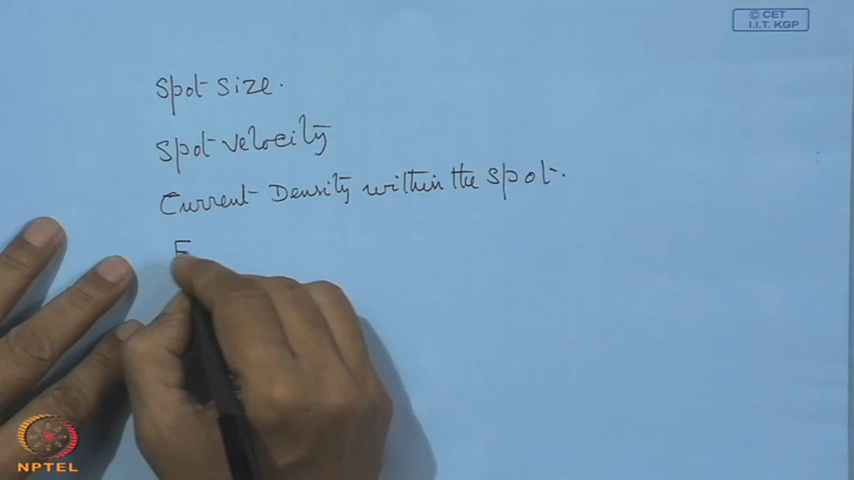 © CET
I.I.T. KGP
Spot size.
Spot velocity
Current Density within the spot.
E
NPTEL